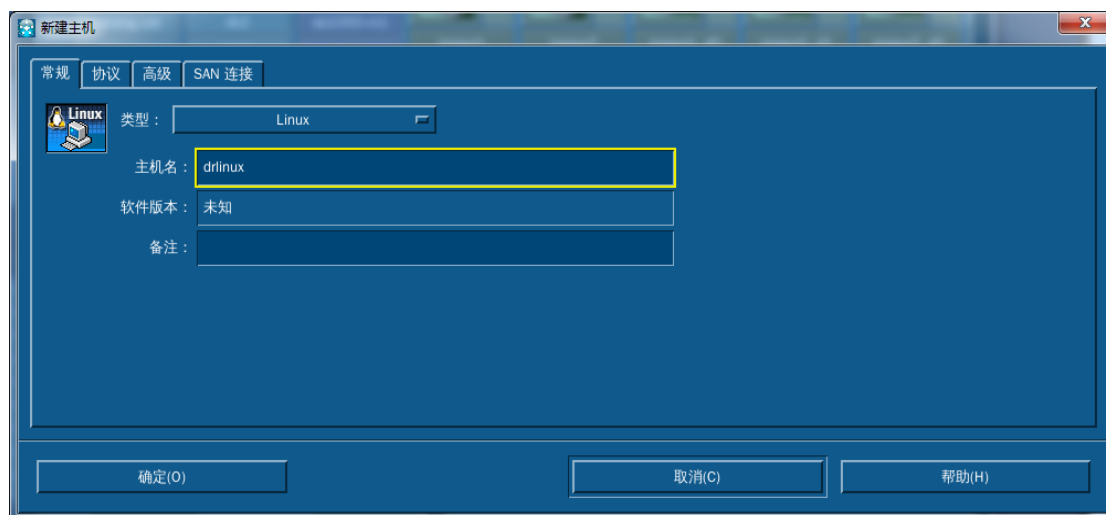 新建主机
常规 协议 高级 SAN 连接
Linux 类型： Linux
主机名： drlinux
软件版本： 未知
备注：
确定(O) 取消(C) 帮助(H)